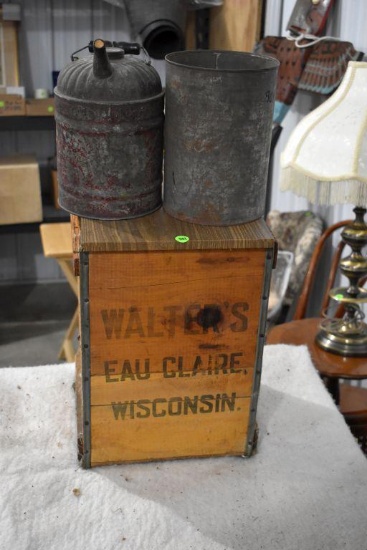 WALTER'S
EAU CLAIRE,
WISCONSIN.